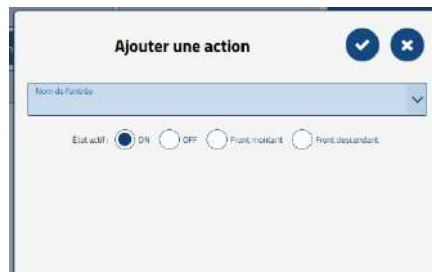 Ajouter une action
Nom de l'entrée
État actif : ON OFF Front montant Front descendant